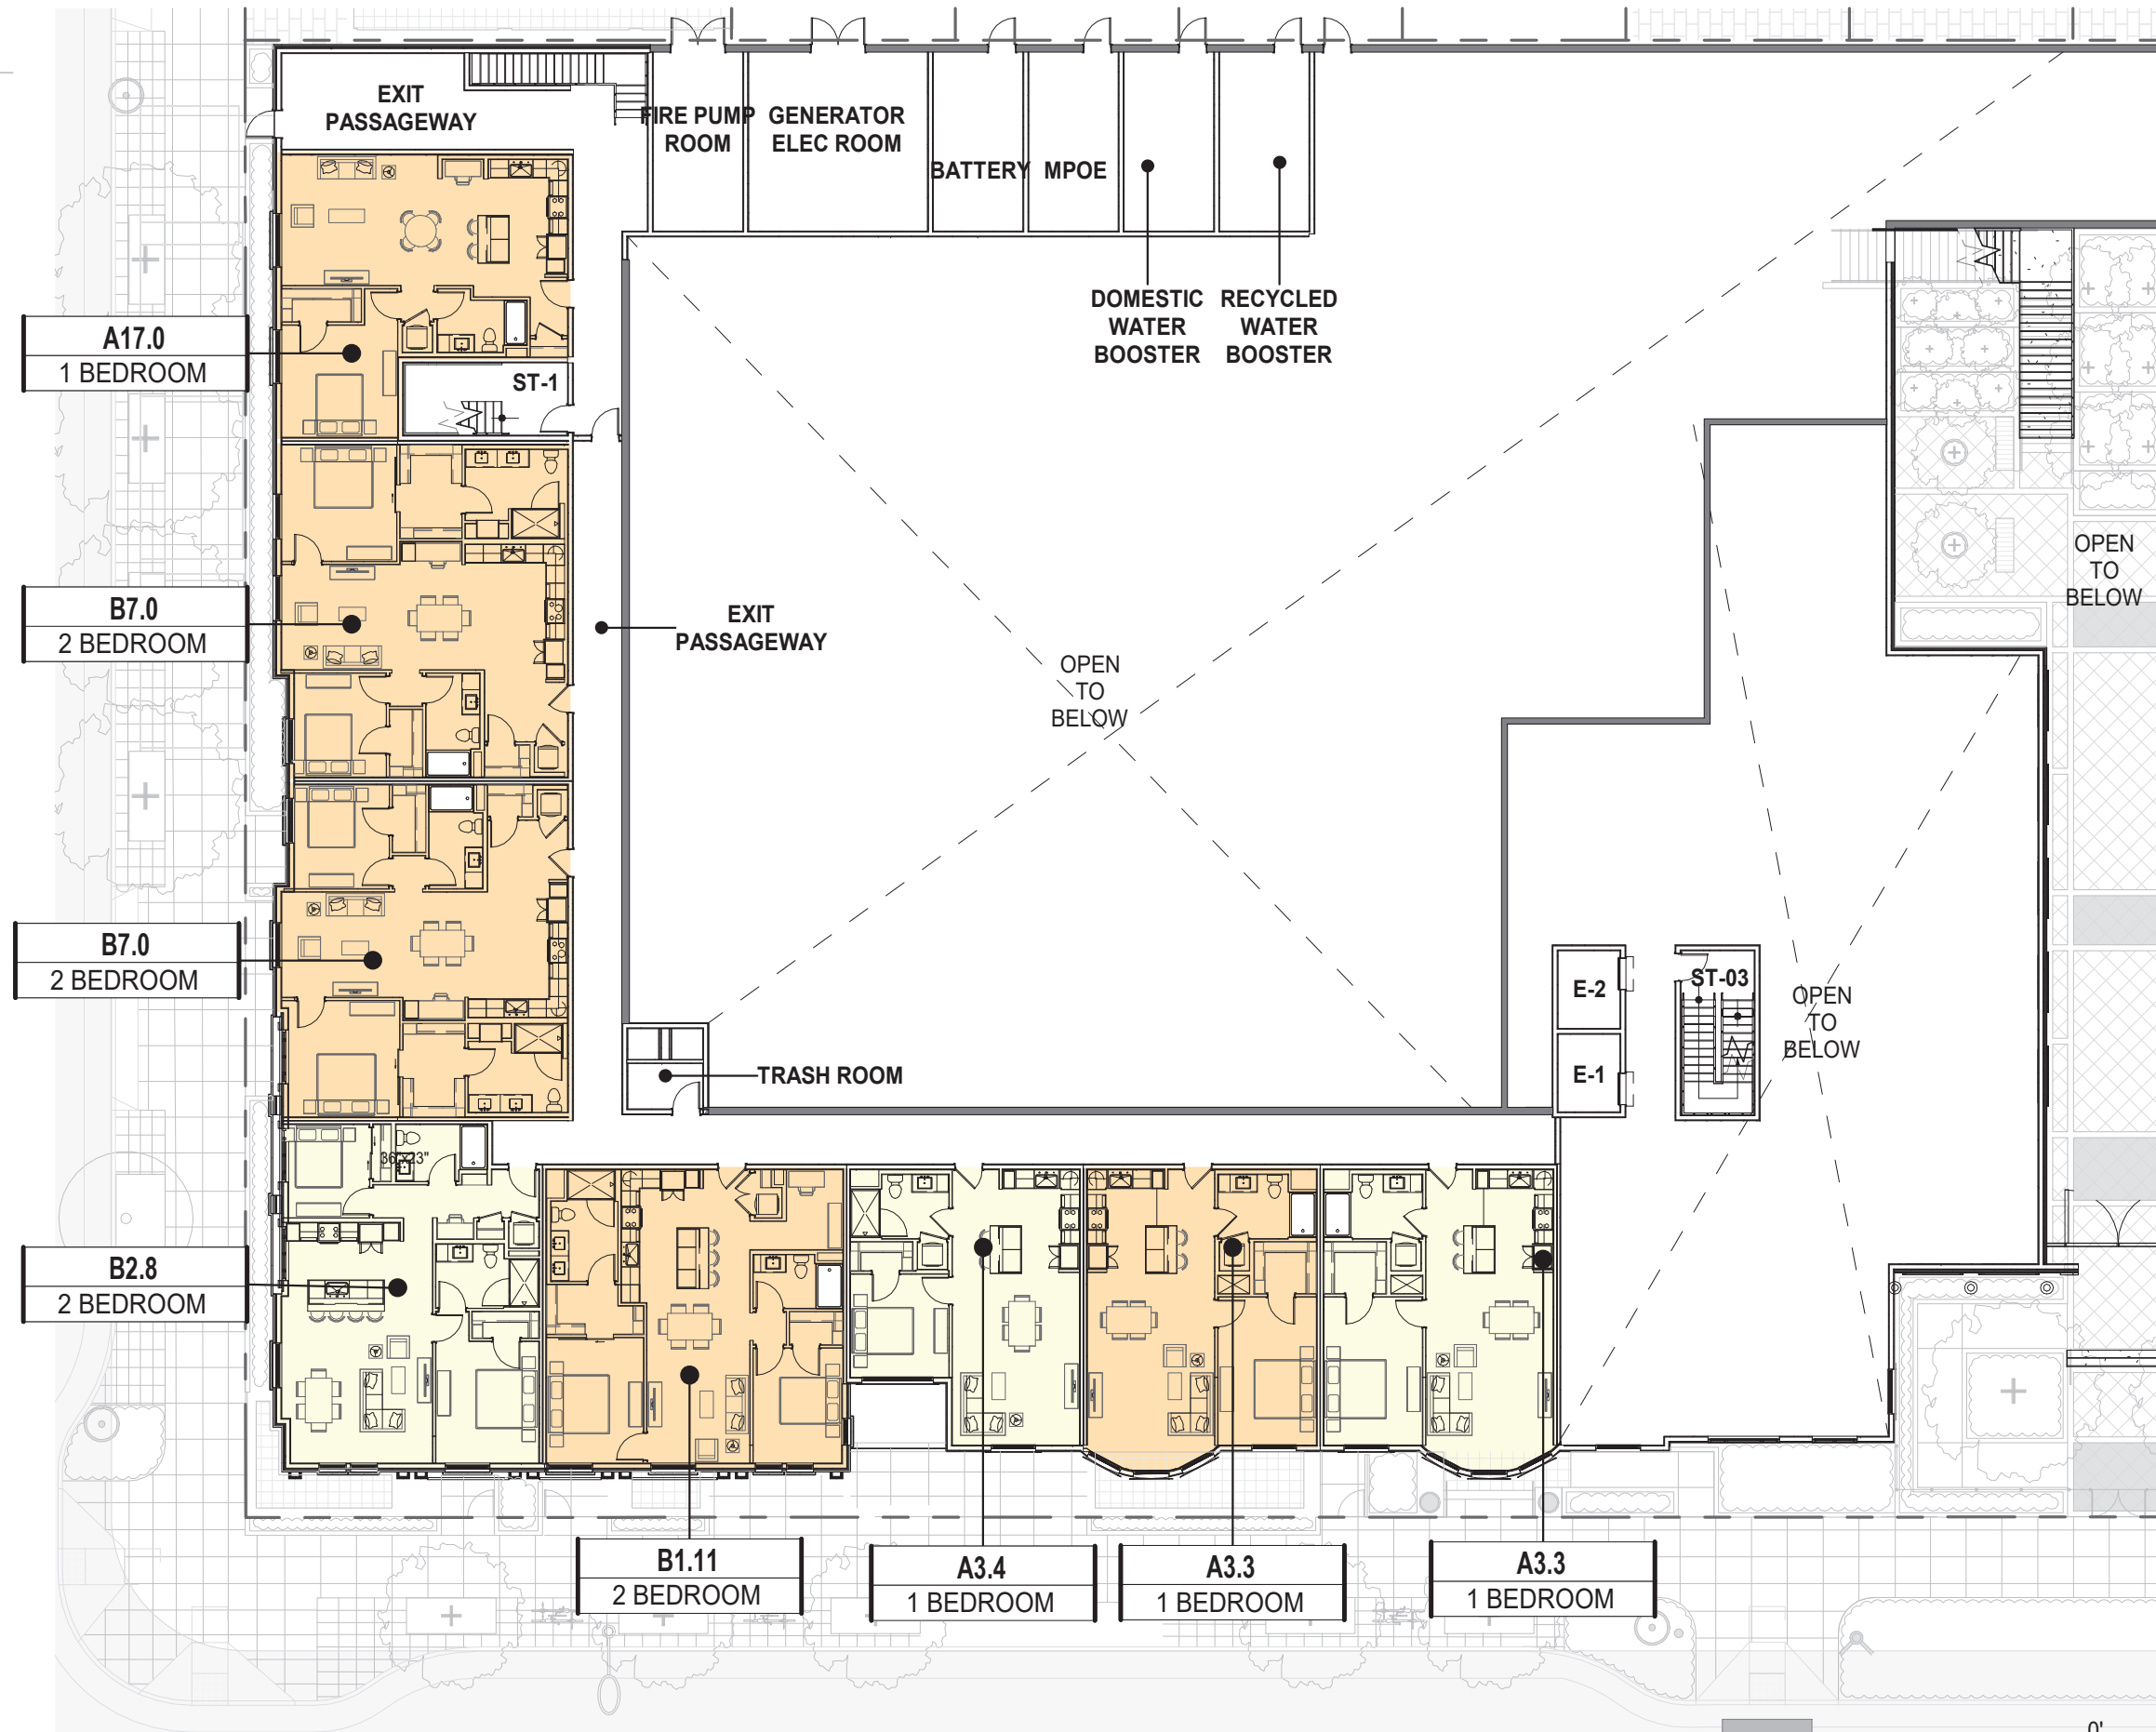 EXIT
PASSAGEWAY
FIRE PUMP
ROOM
GENERATOR
ELEC ROOM
BATTERY
MPOE
DOMESTIC
WATER
BOOSTER
RECYCLED
WATER
BOOSTER
A17.0
1 BEDROOM
ST-1
B7.0
2 BEDROOM
EXIT
PASSAGEWAY
OPEN
TO
BELOW
OPEN
TO
BELOW
B7.0
2 BEDROOM
E-2
ST-03
OPEN
TO
BELOW
E-1
TRASH ROOM
36"x23"
B2.8
2 BEDROOM
B1.11
2 BEDROOM
A3.4
1 BEDROOM
A3.3
1 BEDROOM
A3.3
1 BEDROOM
0'